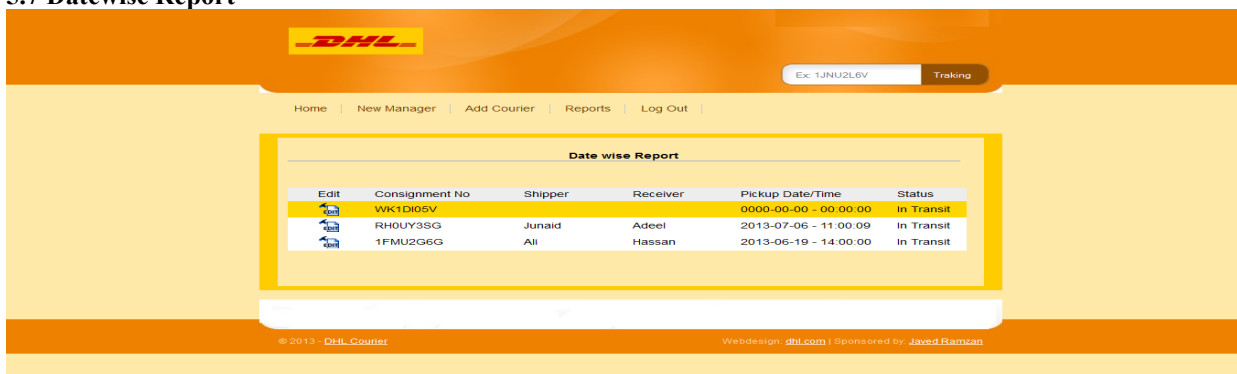 5.7 Datewise Report
DHL
Ex: 1JNU2L6V Traking
Home | New Manager | Add Courier | Reports | Log Out |
Date wise Report
Edit Consignment No Shipper Receiver Pickup Date/Time Status
EDIT WK1DI05V 0000-00-00 - 00:00:00 In Transit
EDIT RH0UY3SG Junaid Adeel 2013-07-06 - 11:00:09 In Transit
EDIT 1FMU2G6G Ali Hassan 2013-06-19 - 14:00:00 In Transit
© 2013 - DHL Courier Webdesign: dhl.com | Sponsored by: Javed Ramzan